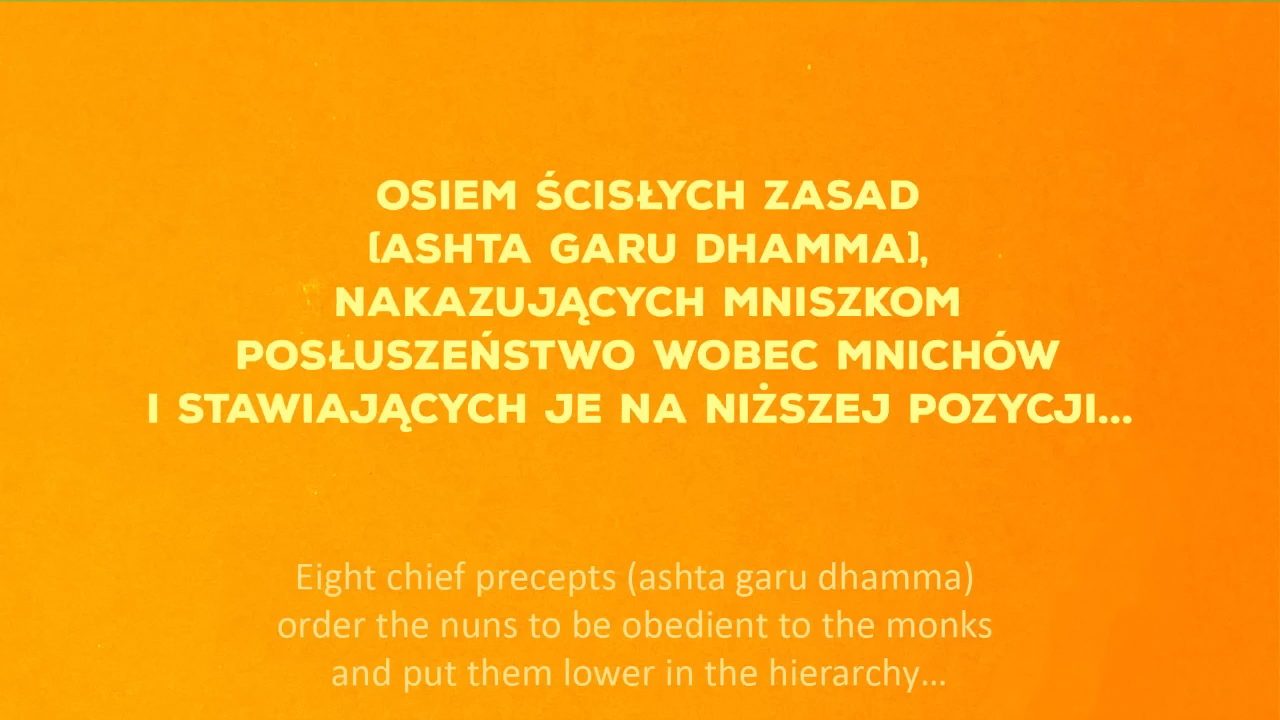 OSIEM ŚCISŁYCH ZASAD
(ASHTA GARU DHAMMA),
NAKAZUJĄCYCH MNISZKOM
POSŁUSZEŃSTWO WOBEC MNICHÓW
I STAWIAJĄCYCH JE NA NIŻSZEJ POZYCJI...
Eight chief precepts (ashta garu dhamma)
order the nuns to be obedient to the monks
and put them lower in the hierarchy...